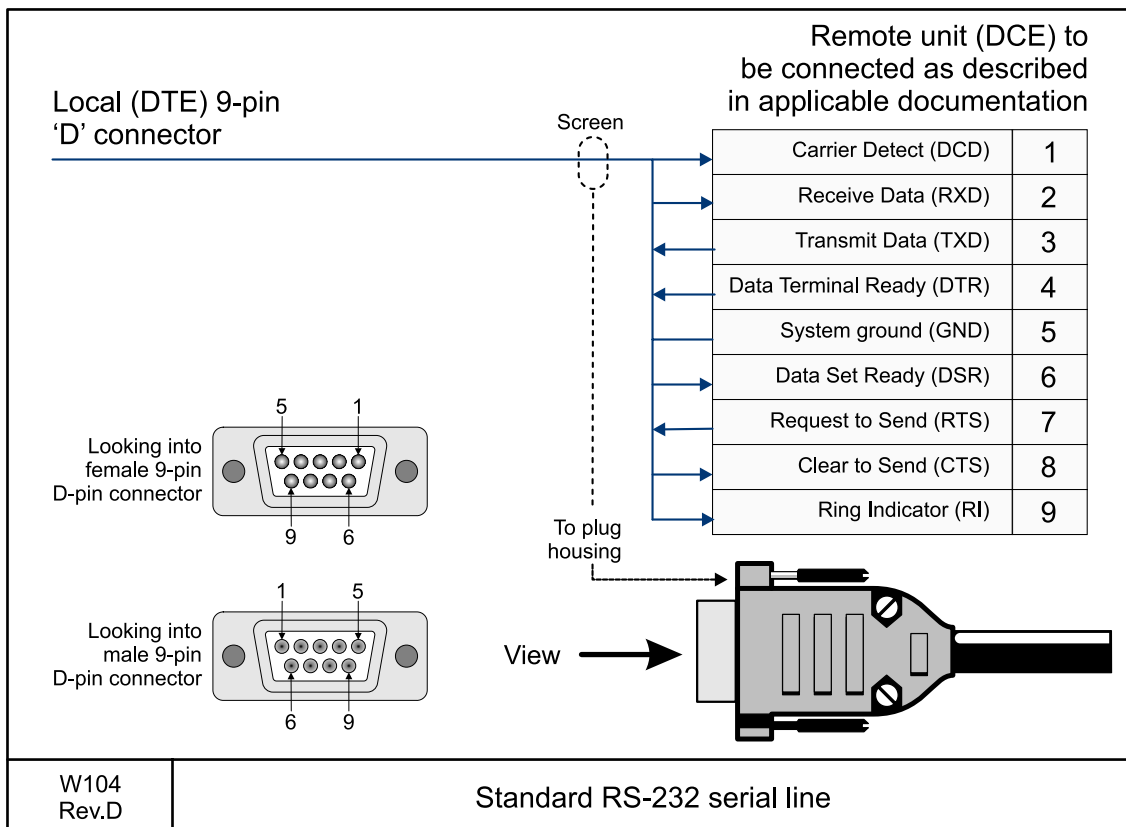 Remote unit (DCE) to
be connected as described
in applicable documentation
Local (DTE) 9-pin
‘D’ connector
Screen
Carrier Detect (DCD) 1
Receive Data (RXD) 2
Transmit Data (TXD) 3
Data Terminal Ready (DTR) 4
System ground (GND) 5
Data Set Ready (DSR) 6
Request to Send (RTS) 7
Clear to Send (CTS) 8
Ring Indicator (RI) 9
5 1
Looking into
female 9-pin
D-pin connector
9 6
To plug
housing
1 5
Looking into
male 9-pin
D-pin connector
6 9
View
W104
Rev.D
Standard RS-232 serial line